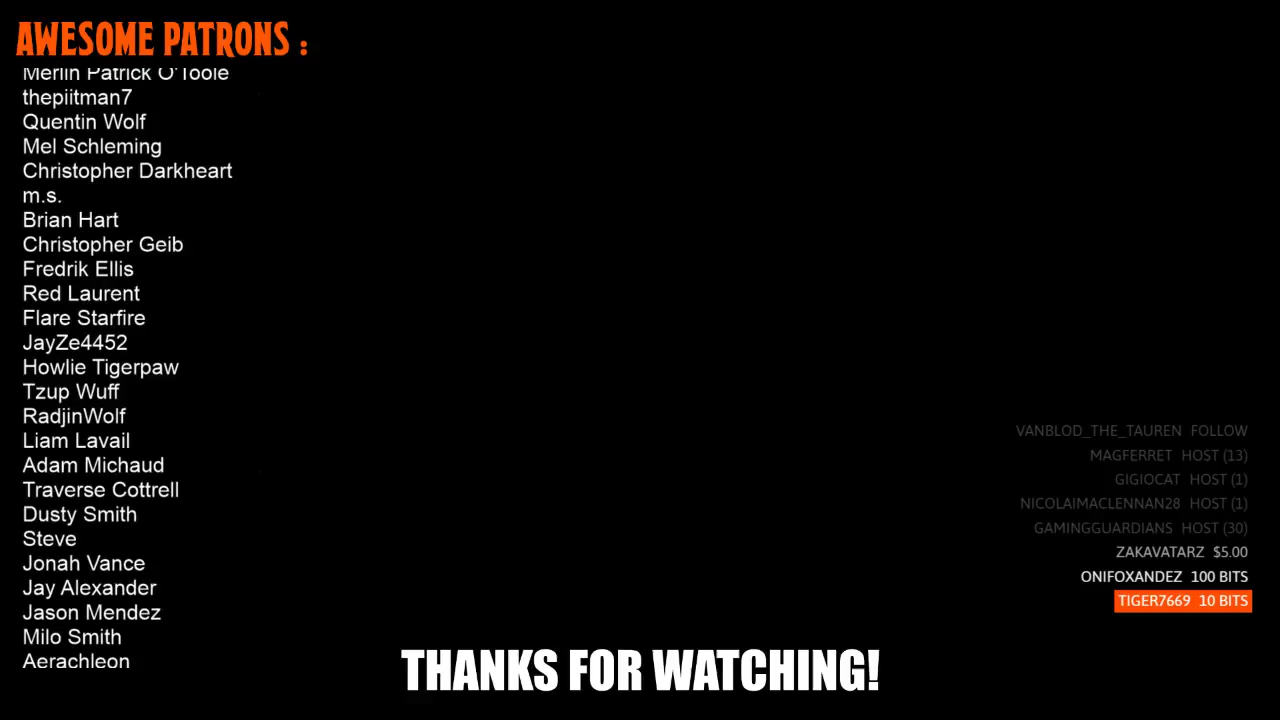 AWESOME PATRONS :
Merlin Patrick O'Toole
thepiitman7
Quentin Wolf
Mel Schleming
Christopher Darkheart
m.s.
Brian Hart
Christopher Geib
Fredrik Ellis
Red Laurent
Flare Starfire
JayZe4452
Howlie Tigerpaw
Tzup Wuff
RadjinWolf
Liam Lavail
Adam Michaud
Traverse Cottrell
Dusty Smith
Steve
Jonah Vance
Jay Alexander
Jason Mendez
Milo Smith
Aerachleon
VANBLOD_THE_TAUREN FOLLOW
MAGFERRET HOST (13)
GIGIOCAT HOST (1)
NICOLAIMACLENNAN28 HOST (1)
GAMINGGUARDIANS HOST (30)
ZAKAVATARZ $5.00
ONIFOXANDEZ 100 BITS
TIGER7669 10 BITS
THANKS FOR WATCHING!